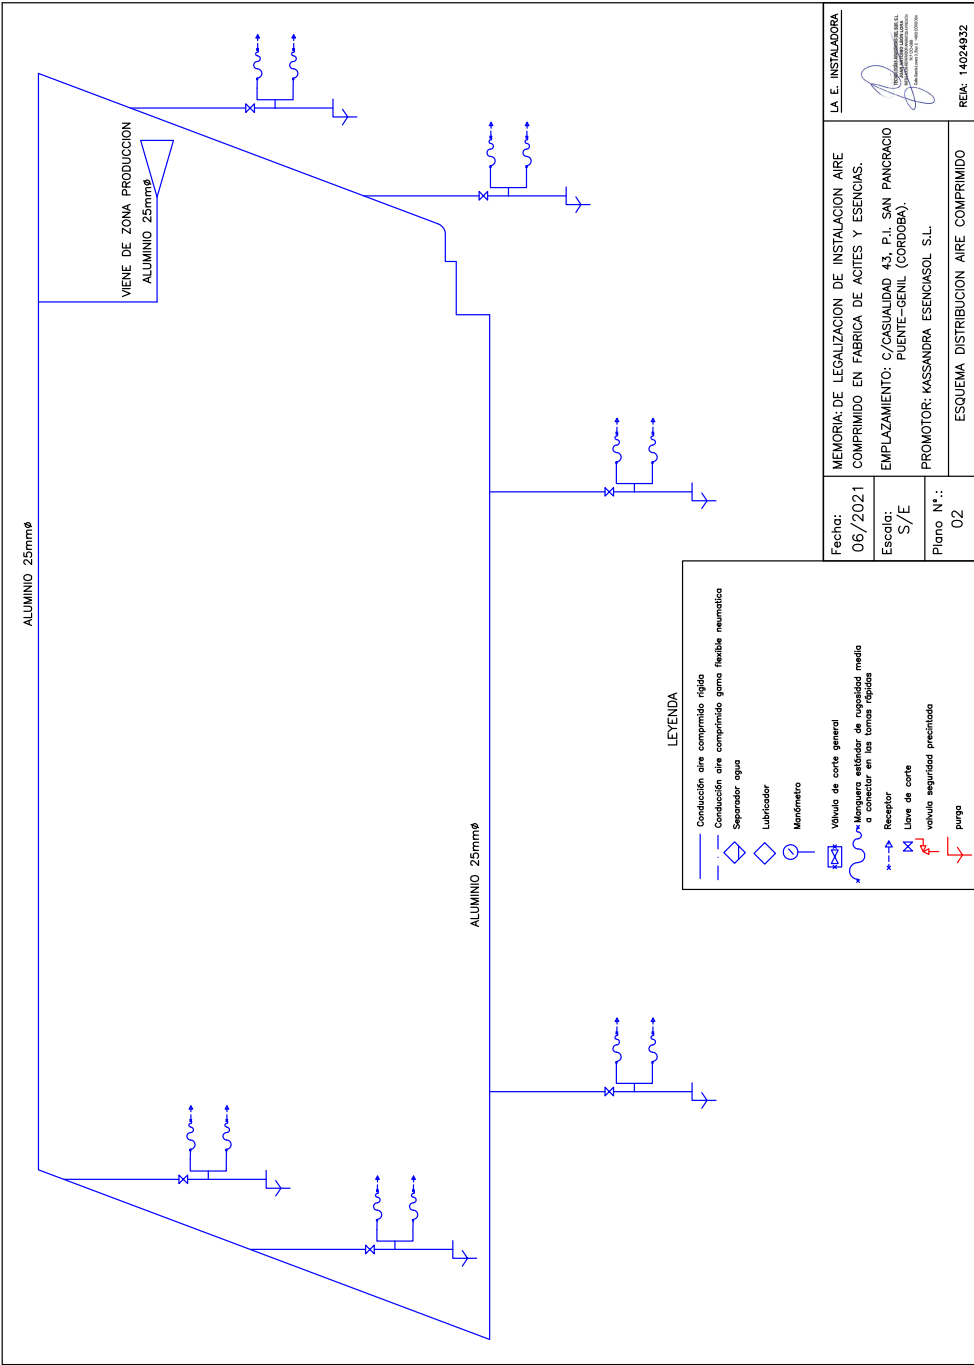 VIENE DE ZONA PRODUCCION
ALUMINIO 25mmø
ALUMINIO 25mmø
ALUMINIO 25mmø
LEYENDA
Conducción aire comprmido rígida
Conducción aire comprimido gama flexible neumatica
Separador agua
Lubricador
Manómetro
Válvula de corte general
Manguera estándar de rugosidad media
a conectar en las tomas rápidas
Receptor
Llave de corte
valvula seguridad precintada
purga
Fecha:
06/2021
Escala:
S/E
Plano Nº.:
02
MEMORIA: DE LEGALIZACION DE INSTALACION AIRE
COMPRIMIDO EN FABRICA DE ACITES Y ESENCIAS.
EMPLAZAMIENTO: C/CASUALIDAD 43, P.I. SAN PANCRACIO
PUENTE-GENIL (CORDOBA).
PROMOTOR: KASSANDRA ESENCIASOL S.L.
ESQUEMA DISTRIBUCION AIRE COMPRIMIDO
LA E. INSTALADORA
REIA: 14024932